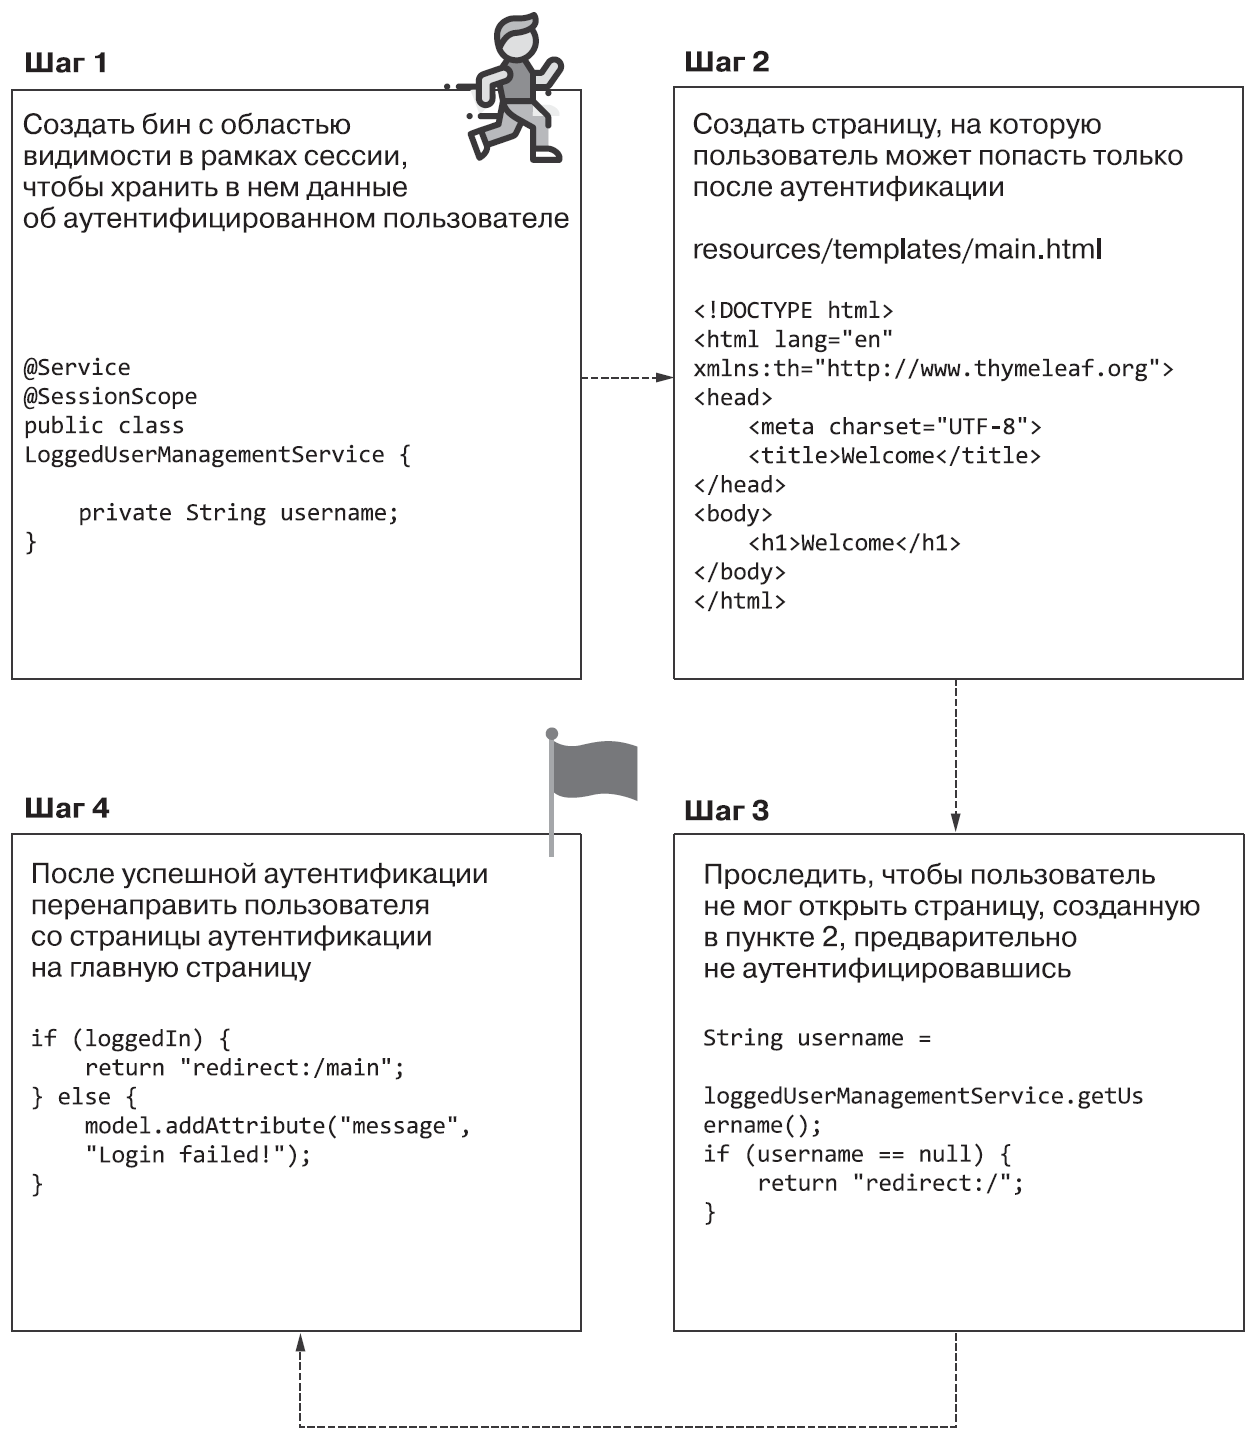 Шаг 1
Создать бин с областью
видимости в рамках сессии,
чтобы хранить в нем данные
об аутентифицированном пользователе
@Service
@SessionScope
public class
LoggedUserManagementService {
    private String username;
}
Шаг 2
Создать страницу, на которую
пользователь может попасть только
после аутентификации
resources/templates/main.html
<!DOCTYPE html>
<html lang="en"
xmlns:th="http://www.thymeleaf.org">
<head>
    <meta charset="UTF-8">
    <title>Welcome</title>
</head>
<body>
    <h1>Welcome</h1>
</body>
</html>
Шаг 3
Проследить, чтобы пользователь
не мог открыть страницу, созданную
в пункте 2, предварительно
не аутентифицировавшись
String username =
loggedUserManagementService.getUs
ername();
if (username == null) {
    return "redirect:/";
}
Шаг 4
После успешной аутентификации
перенаправить пользователя
со страницы аутентификации
на главную страницу
if (loggedIn) {
    return "redirect:/main";
} else {
    model.addAttribute("message",
    "Login failed!");
}